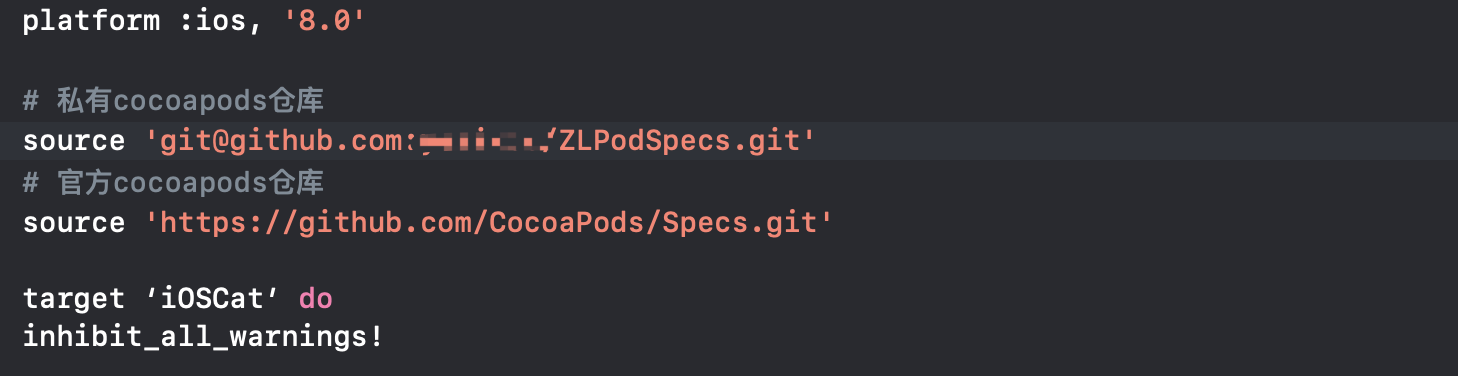 platform :ios, '8.0'
# 私有cocoapods仓库
source 'git@github.com:/ZLPodSpecs.git'
# 官方cocoapods仓库
source 'https://github.com/CocoaPods/Specs.git'
target ‘iOSCat’ do
inhibit_all_warnings!